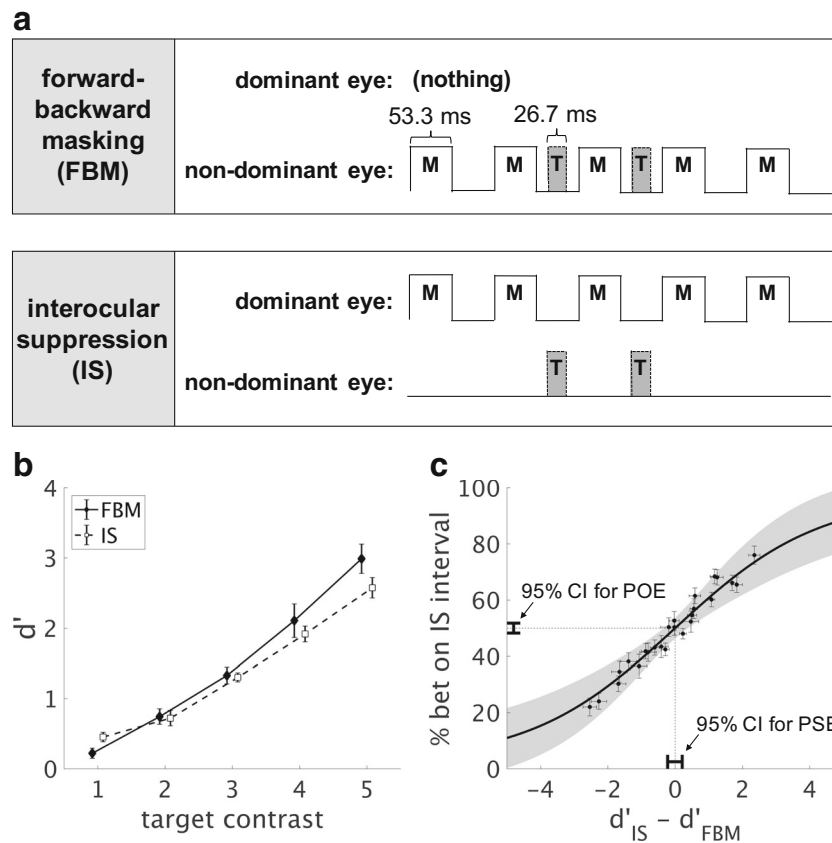 a
forward-
backward
masking
(FBM)
dominant eye: (nothing)
53.3 ms 26.7 ms
non-dominant eye: M M T M T M M
interocular
suppression
(IS)
dominant eye: M M M M M
non-dominant eye: T T
b
4
3
2
1
0
d'
FBM
IS
1 2 3 4 5
target contrast
c
100
80
60
40
20
0
% bet on IS interval
95% CI for POE
95% CI for PSE
−4 −2 0 2 4
d'IS − d'FBM